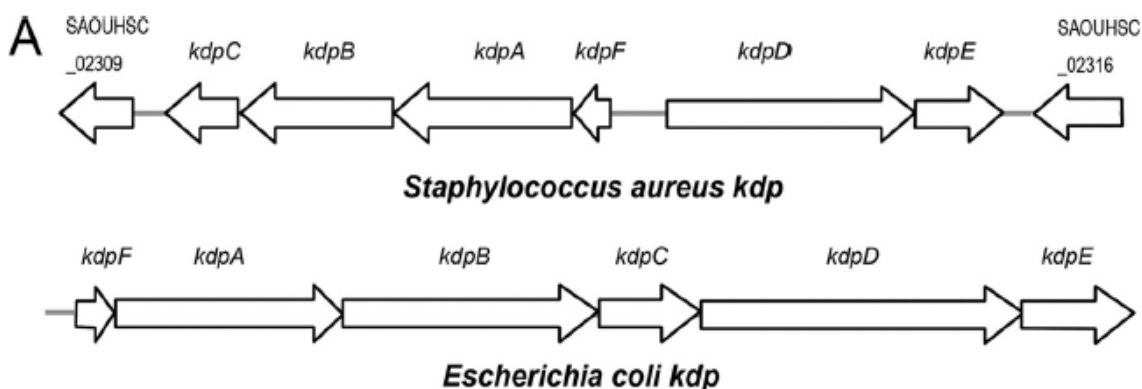 A
SAOUHSC
_02309
kdpC
kdpB
kdpA
kdpF
kdpD
kdpE
SAOUHSC
_02316
Staphylococcus aureus kdp
kdpF
kdpA
kdpB
kdpC
kdpD
kdpE
Escherichia coli kdp